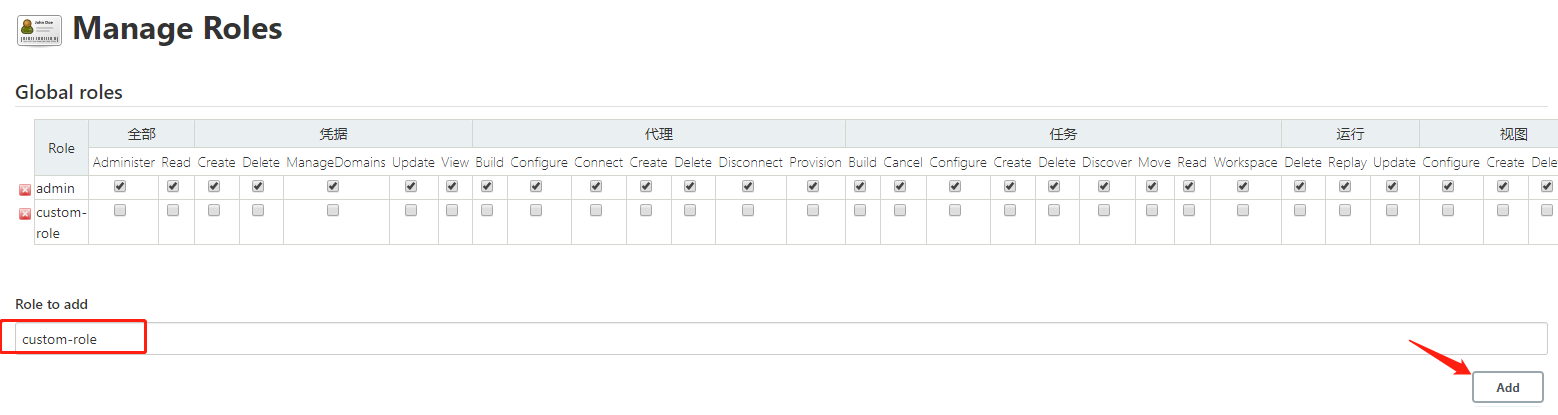 John Doe
Manage Roles
Global roles
Role 全部 凭据 代理 任务 运行 视图
Administer Read Create Delete ManageDomains Update View Build Configure Connect Create Delete Disconnect Provision Build Cancel Configure Create Delete Discover Move Read Workspace Delete Replay Update Configure Create Dele
admin
custom-
role
Role to add
custom-role
Add